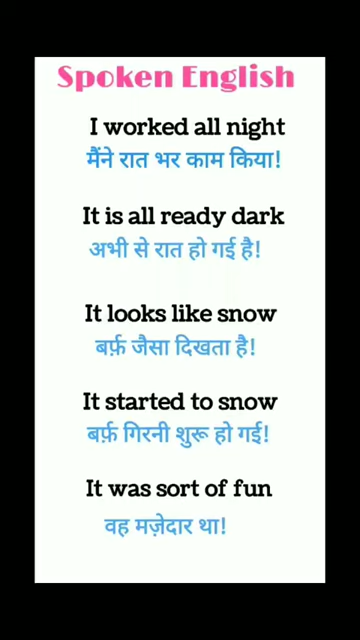 Spoken English
I worked all night
मैंने रात भर काम किया!
It is all ready dark
अभी से रात हो गई है!
It looks like snow
बर्फ़ जैसा दिखता है!
It started to snow
बर्फ़ गिरनी शुरू हो गई!
It was sort of fun
वह मज़ेदार था!